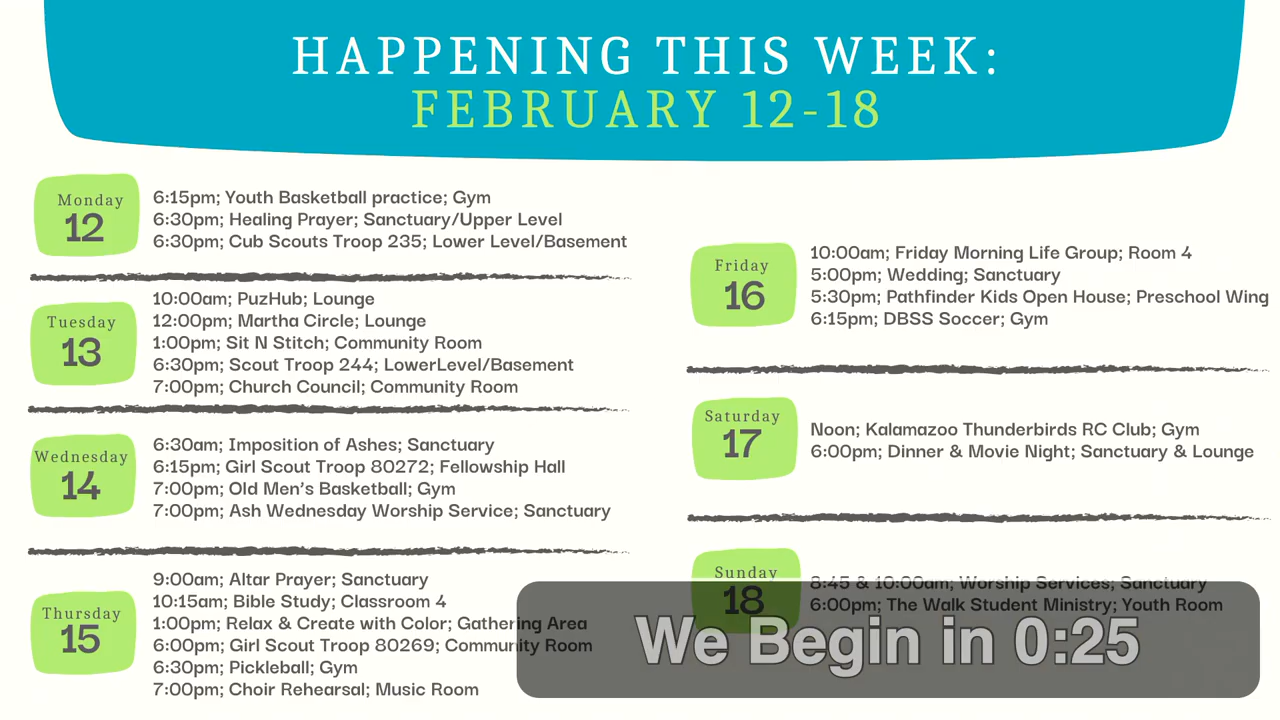 HAPPENING THIS WEEK:
FEBRUARY 12-18
Monday
12
6:15pm; Youth Basketball practice; Gym
6:30pm; Healing Prayer; Sanctuary/Upper Level
6:30pm; Cub Scouts Troop 235; Lower Level/Basement
Tuesday
13
10:00am; PuzHub; Lounge
12:00pm; Martha Circle; Lounge
1:00pm; Sit N Stitch; Community Room
6:30pm; Scout Troop 244; LowerLevel/Basement
7:00pm; Church Council; Community Room
Wednesday
14
6:30am; Imposition of Ashes; Sanctuary
6:15pm; Girl Scout Troop 80272; Fellowship Hall
7:00pm; Old Men's Basketball; Gym
7:00pm; Ash Wednesday Worship Service; Sanctuary
Thursday
15
9:00am; Altar Prayer; Sanctuary
10:15am; Bible Study; Classroom 4
1:00pm; Relax & Create with Color; Gathering Area
6:00pm; Girl Scout Troop 80269; Community Room
6:30pm; Pickleball; Gym
7:00pm; Choir Rehearsal; Music Room
Friday
16
10:00am; Friday Morning Life Group; Room 4
5:00pm; Wedding; Sanctuary
5:30pm; Pathfinder Kids Open House; Preschool Wing
6:15pm; DBSS Soccer; Gym
Saturday
17
Noon; Kalamazoo Thunderbirds RC Club; Gym
6:00pm; Dinner & Movie Night; Sanctuary & Lounge
Sunday
18
8:45 & 10:00am; Worship Services; Sanctuary
6:00pm; The Walk Student Ministry; Youth Room
We Begin in 0:25